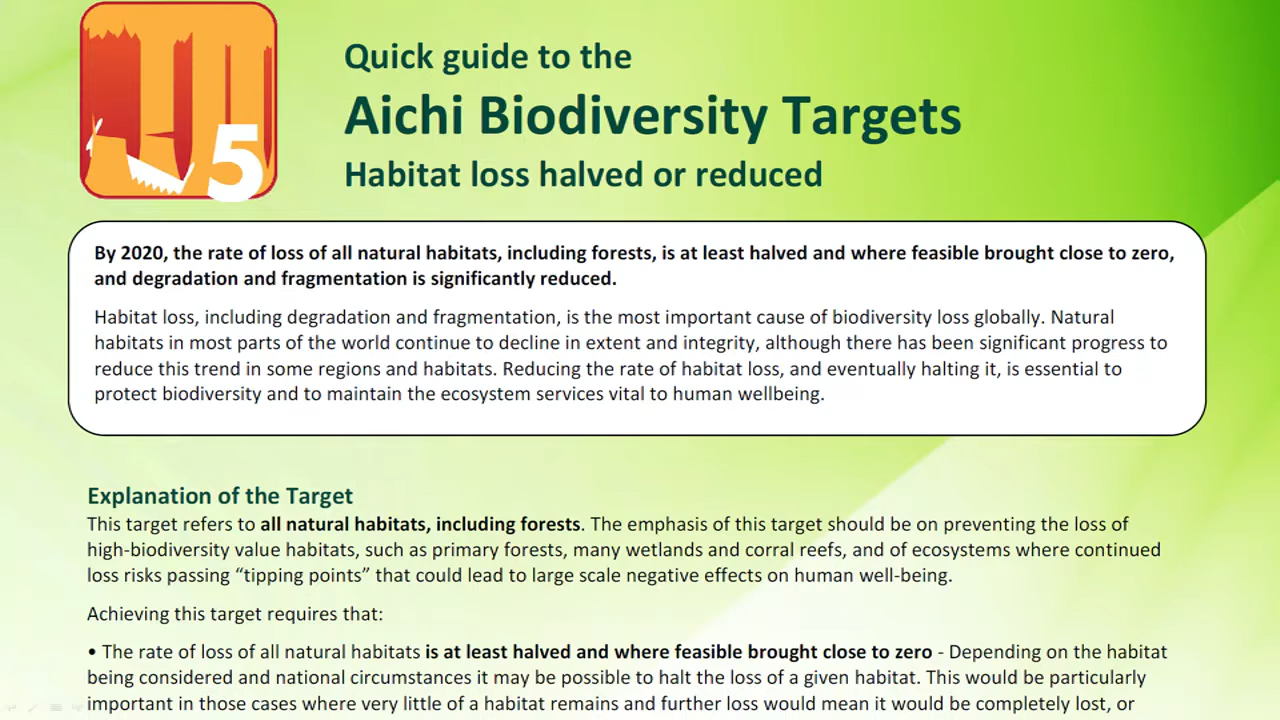 5
Quick guide to the
Aichi Biodiversity Targets
Habitat loss halved or reduced
By 2020, the rate of loss of all natural habitats, including forests, is at least halved and where feasible brought close to zero,
and degradation and fragmentation is significantly reduced.
Habitat loss, including degradation and fragmentation, is the most important cause of biodiversity loss globally. Natural
habitats in most parts of the world continue to decline in extent and integrity, although there has been significant progress to
reduce this trend in some regions and habitats. Reducing the rate of habitat loss, and eventually halting it, is essential to
protect biodiversity and to maintain the ecosystem services vital to human wellbeing.
Explanation of the Target
This target refers to all natural habitats, including forests. The emphasis of this target should be on preventing the loss of
high-biodiversity value habitats, such as primary forests, many wetlands and corral reefs, and of ecosystems where continued
loss risks passing “tipping points” that could lead to large scale negative effects on human well-being.
Achieving this target requires that:
• The rate of loss of all natural habitats is at least halved and where feasible brought close to zero - Depending on the habitat
being considered and national circumstances it may be possible to halt the loss of a given habitat. This would be particularly
important in those cases where very little of a habitat remains and further loss would mean it would be completely lost, or